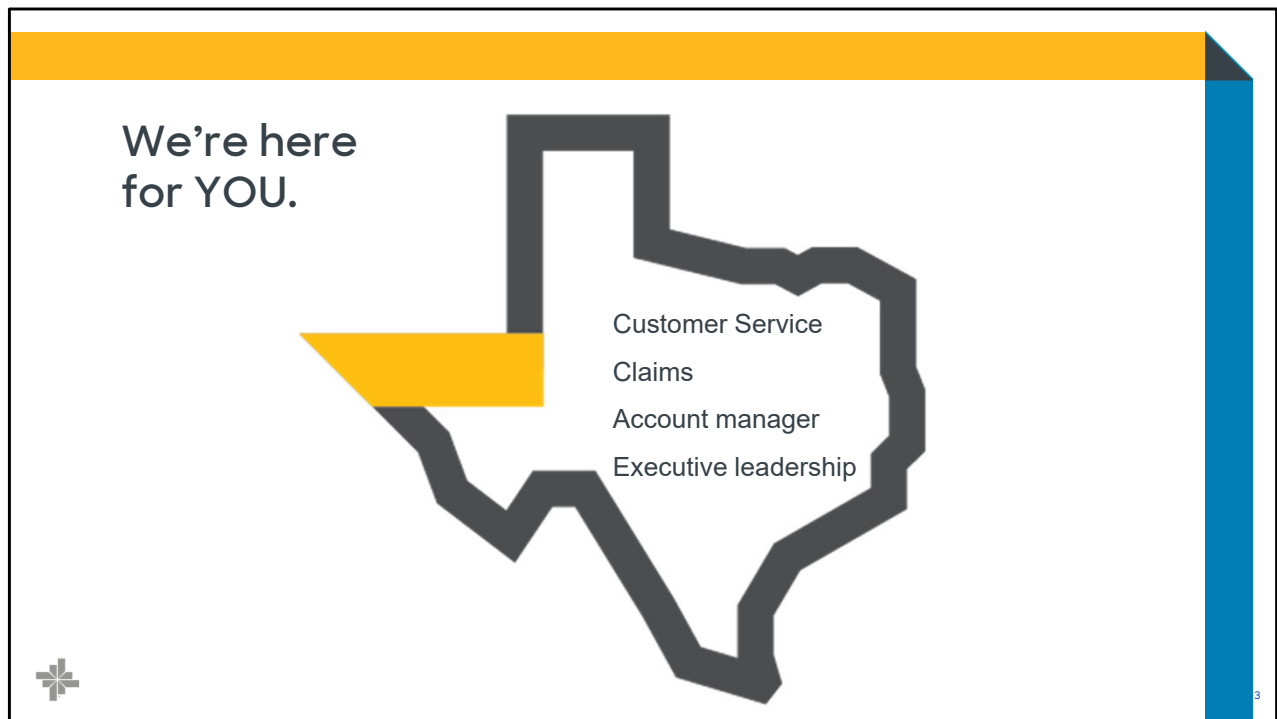 We’re here
for YOU.
Customer Service
Claims
Account manager
Executive leadership
3